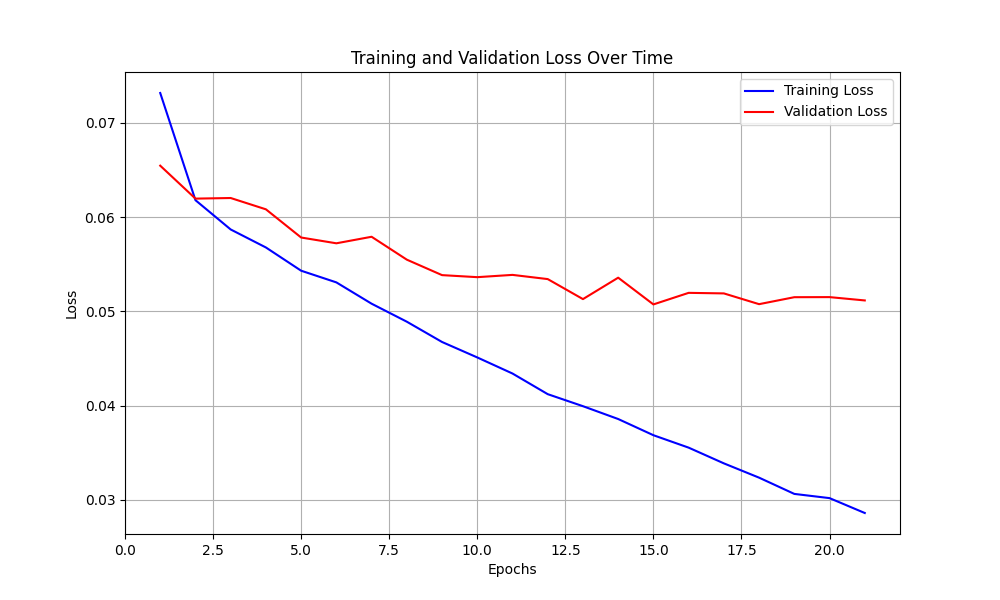 Training and Validation Loss Over Time
Training Loss
Validation Loss
0.07
0.06
0.05
0.04
0.03
Loss
0.0 2.5 5.0 7.5 10.0 12.5 15.0 17.5 20.0
Epochs